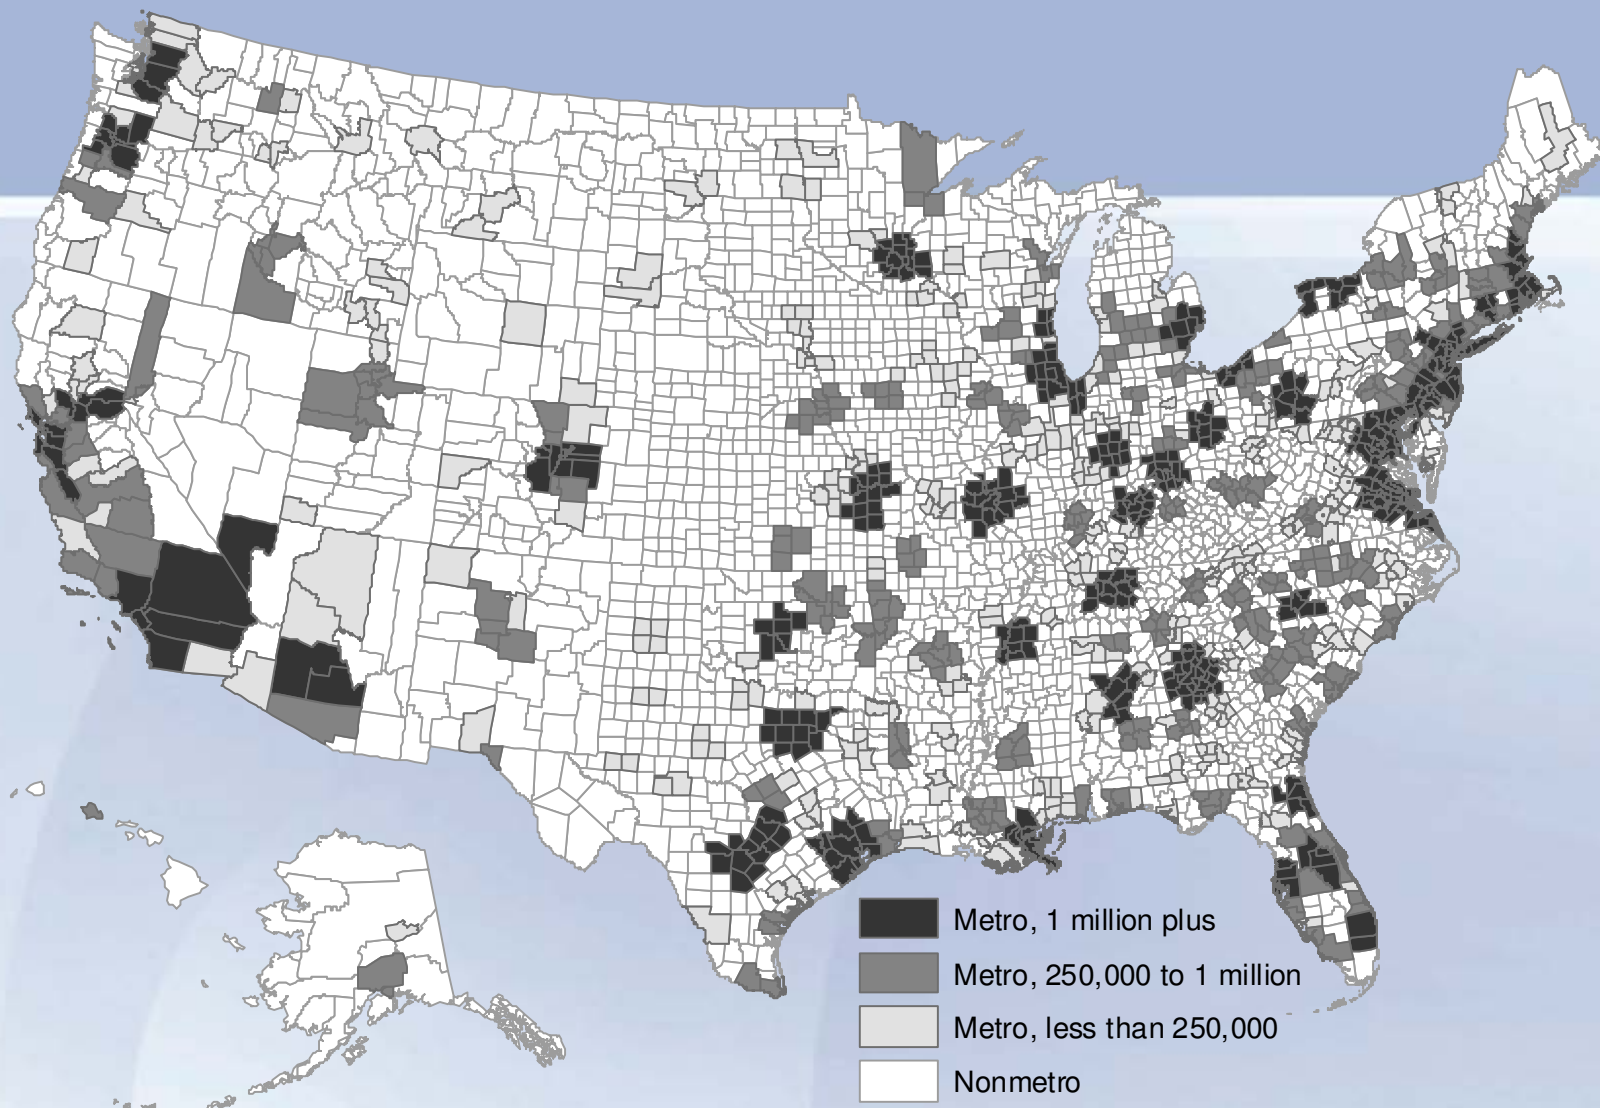 Metro, 1 million plus
Metro, 250,000 to 1 million
Metro, less than 250,000
Nonmetro